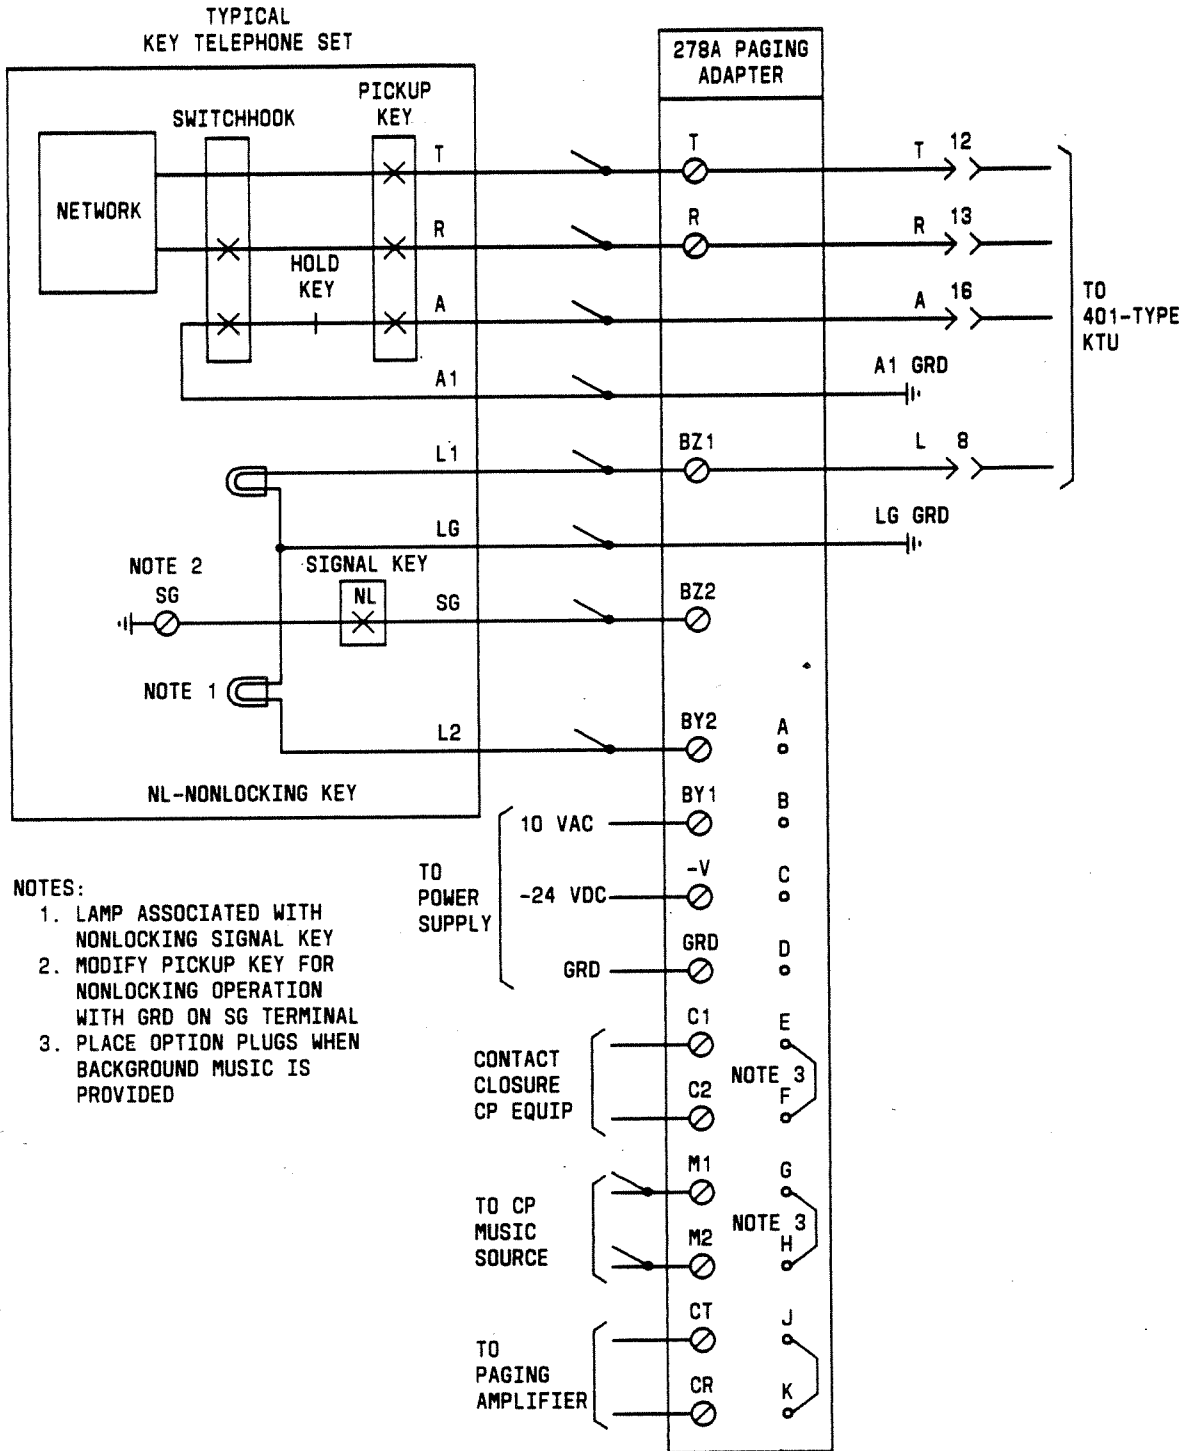 TYPICAL
KEY TELEPHONE SET
278A PAGING
ADAPTER
PICKUP
KEY
SWITCHHOOK
NETWORK
HOLD
KEY
T
T
T 12
R
R
R 13
A
A 16
A1
A1 GRD
L1
BZ1
L 8
TO
401-TYPE
KTU
LG
LG GRD
NOTE 2
SG
SIGNAL KEY
NL
SG
BZ2
NOTE 1
L2
BY2
A
NL-NONLOCKING KEY
TO
POWER
SUPPLY
10 VAC
BY1
B
-24 VDC
-V
C
GRD
GRD
D
NOTES:
1. LAMP ASSOCIATED WITH
NONLOCKING SIGNAL KEY
2. MODIFY PICKUP KEY FOR
NONLOCKING OPERATION
WITH GRD ON SG TERMINAL
3. PLACE OPTION PLUGS WHEN
BACKGROUND MUSIC IS
PROVIDED
CONTACT
CLOSURE
CP EQUIP
C1
E
NOTE 3
C2
F
TO CP
MUSIC
SOURCE
M1
G
NOTE 3
M2
H
TO
PAGING
AMPLIFIER
CT
J
CR
K